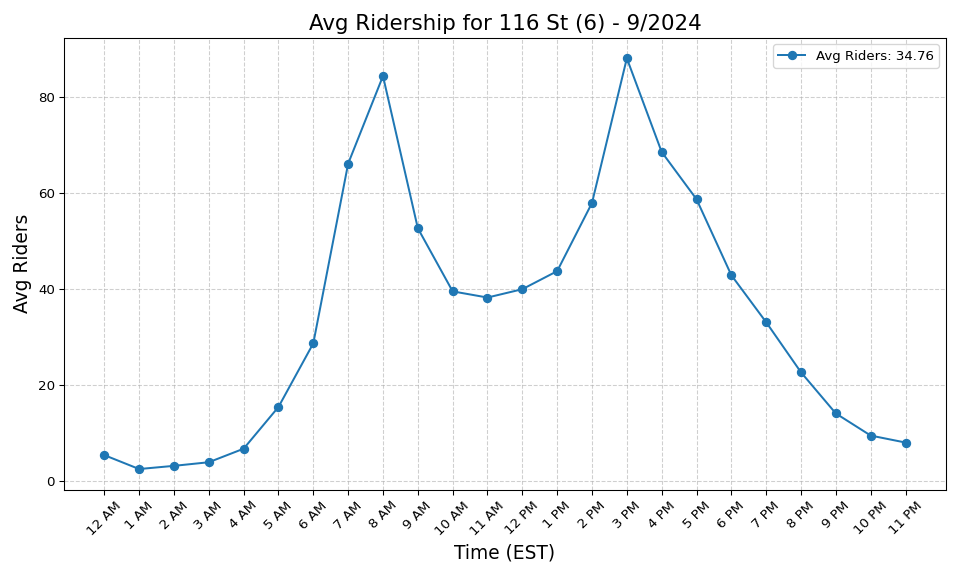 Avg Ridership for 116 St (6) - 9/2024
Avg Riders: 34.76
Avg Riders
80
60
40
20
0
12 AM
1 AM
2 AM
3 AM
4 AM
5 AM
6 AM
7 AM
8 AM
9 AM
10 AM
11 AM
12 PM
1 PM
2 PM
3 PM
4 PM
5 PM
6 PM
7 PM
8 PM
9 PM
10 PM
11 PM
Time (EST)